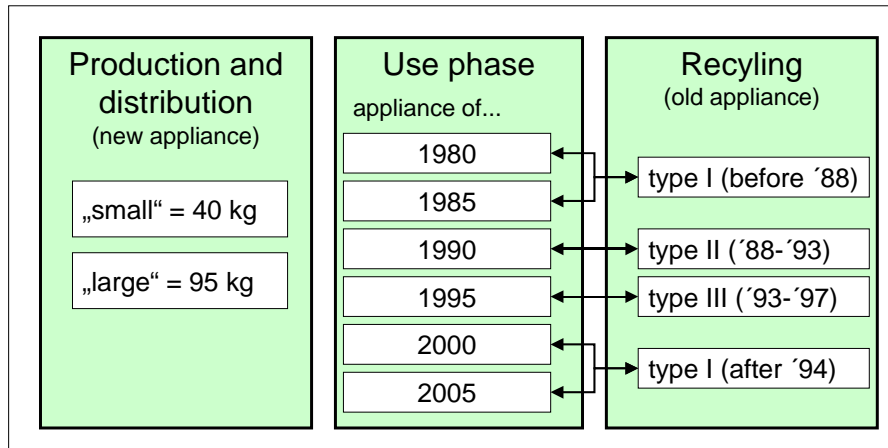 Production and
distribution
(new appliance)
„small“ = 40 kg
„large“ = 95 kg
Use phase
appliance of...
1980
1985
1990
1995
2000
2005
Recyling
(old appliance)
type I (before ´88)
type II (´88-´93)
type III (´93-´97)
type I (after ´94)